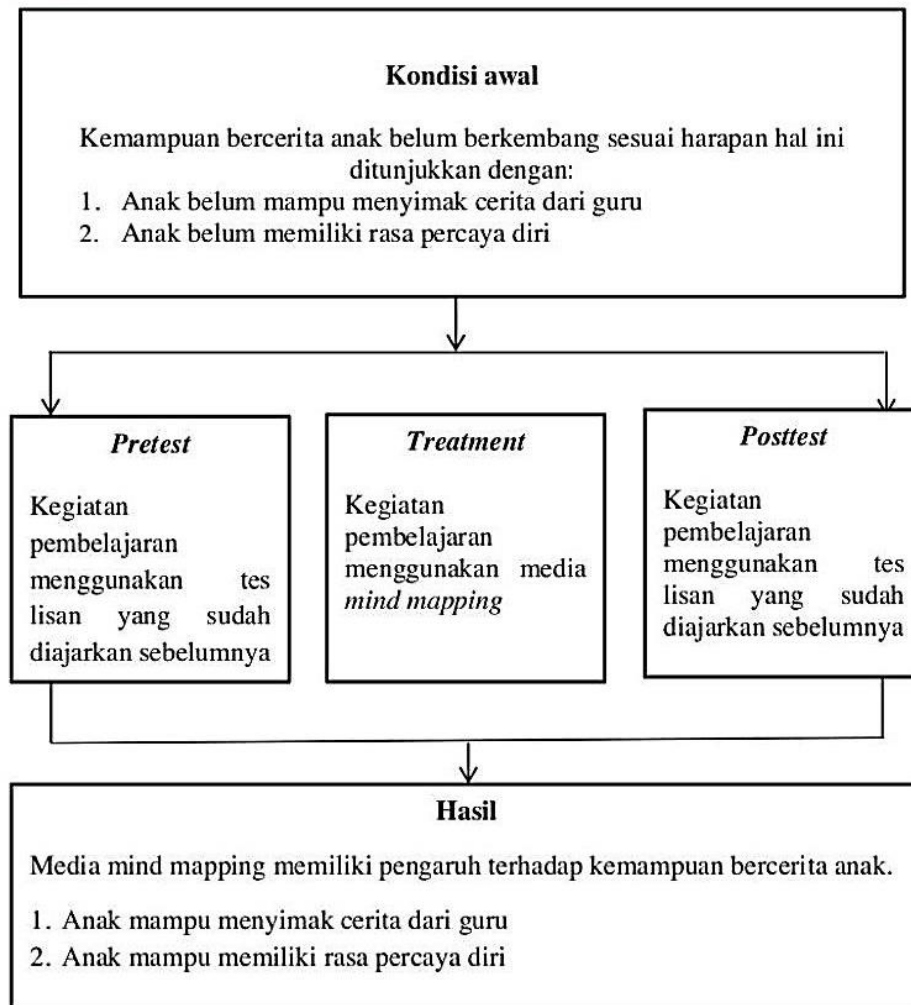 Kondisi awal
Kemampuan bercerita anak belum berkembang sesuai harapan hal ini
ditunjukkan dengan:
1. Anak belum mampu menyimak cerita dari guru
2. Anak belum memiliki rasa percaya diri
Pretest
Kegiatan
pembelajaran
menggunakan tes
lisan yang sudah
diajarkan sebelumnya
Treatment
Kegiatan
pembelajaran
menggunakan media
mind mapping
Posttest
Kegiatan
pembelajaran
menggunakan tes
lisan yang sudah
diajarkan sebelumnya
Hasil
Media mind mapping memiliki pengaruh terhadap kemampuan bercerita anak.
1. Anak mampu menyimak cerita dari guru
2. Anak mampu memiliki rasa percaya diri